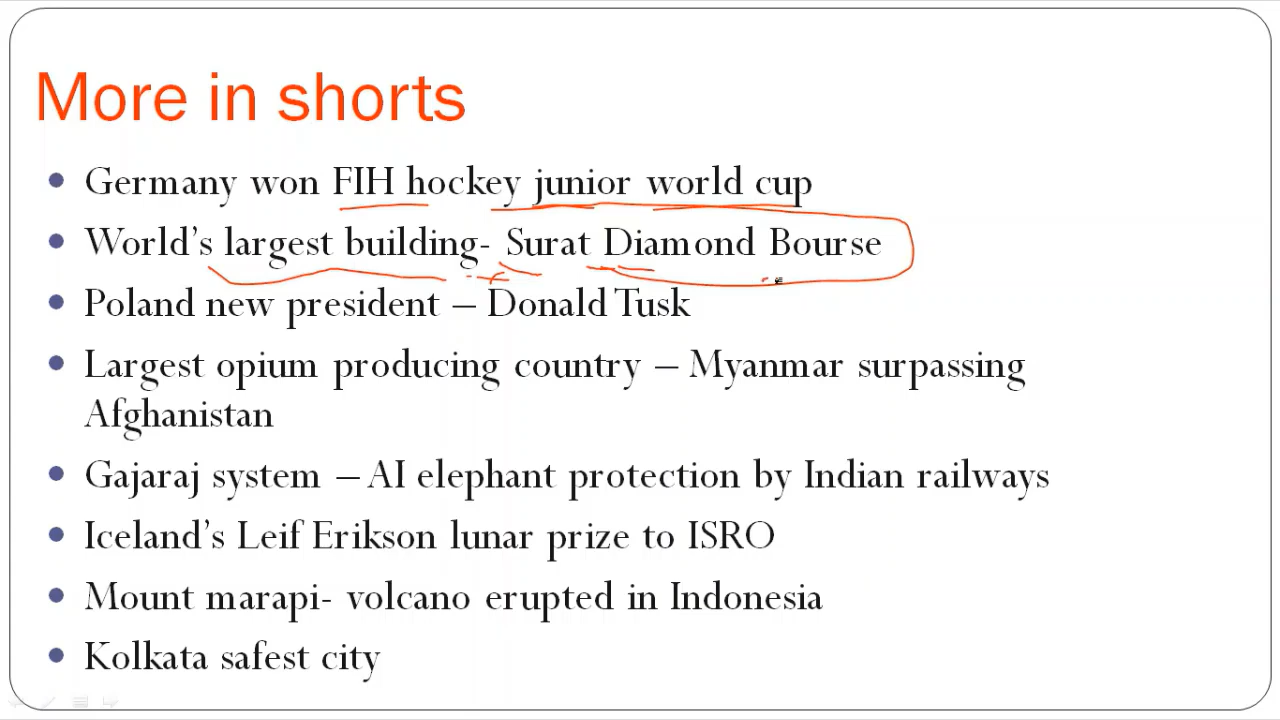 More in shorts
Germany won FIH hockey junior world cup
World's largest building- Surat Diamond Bourse
Poland new president – Donald Tusk
Largest opium producing country – Myanmar surpassing
Afghanistan
Gajaraj system – AI elephant protection by Indian railways
Iceland's Leif Erikson lunar prize to ISRO
Mount marapi- volcano erupted in Indonesia
Kolkata safest city